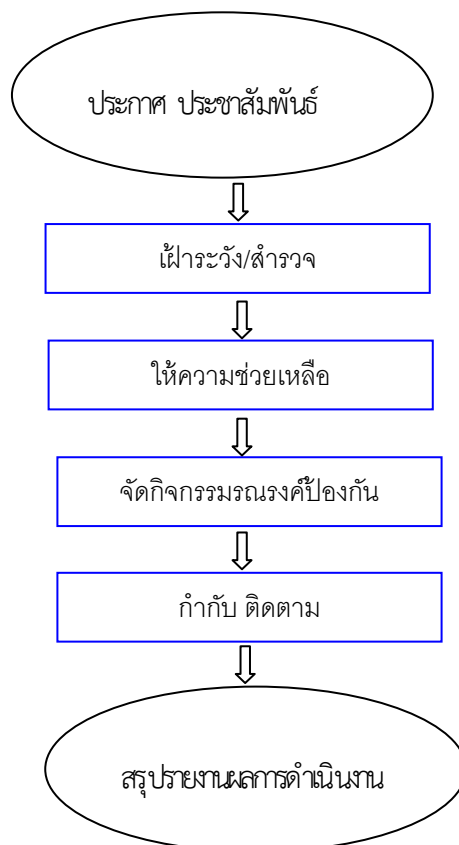 ประกาศ ประชาสัมพันธ์
เฝ้าระวัง/สำรวจ
ให้ความช่วยเหลือ
จัดกิจกรรมรณรงค์ป้องกัน
กำกับ ติดตาม
สรุปรายงานผลการดำเนินงาน